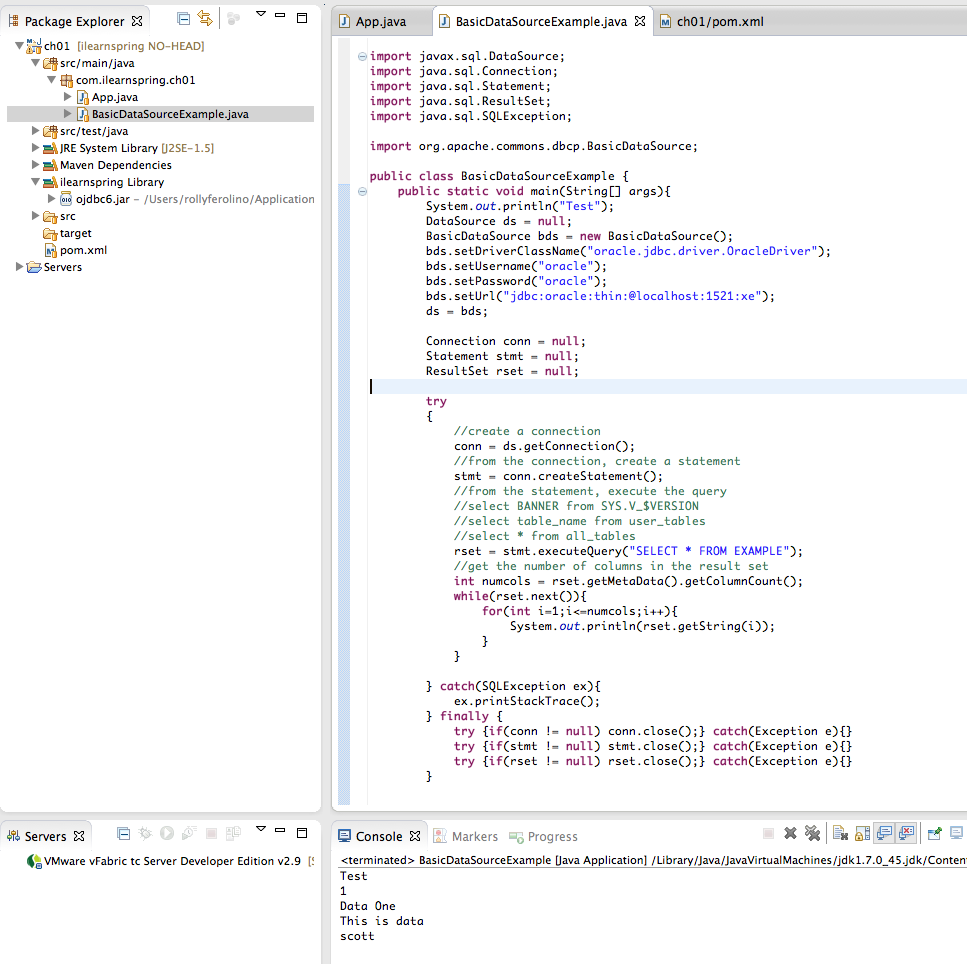 Package Explorer
ch01 [ilearnspring NO-HEAD]
src/main/java
com.ilearnspring.ch01
App.java
BasicDataSourceExample.java
src/test/java
JRE System Library [J2SE-1.5]
Maven Dependencies
ilearnspring Library
ojdbc6.jar - /Users/rollyferolino/Application
src
target
pom.xml
Servers
App.java
BasicDataSourceExample.java
ch01/pom.xml
import javax.sql.DataSource;
import java.sql.Connection;
import java.sql.Statement;
import java.sql.ResultSet;
import java.sql.SQLException;
import org.apache.commons.dbcp.BasicDataSource;
public class BasicDataSourceExample {
public static void main(String[] args){
System.out.println("Test");
DataSource ds = null;
BasicDataSource bds = new BasicDataSource();
bds.setDriverClassName("oracle.jdbc.driver.OracleDriver");
bds.setUsername("oracle");
bds.setPassword("oracle");
bds.setUrl("jdbc:oracle:thin:@localhost:1521:xe");
ds = bds;
Connection conn = null;
Statement stmt = null;
ResultSet rset = null;
try
{
//create a connection
conn = ds.getConnection();
//from the connection, create a statement
stmt = conn.createStatement();
//from the statement, execute the query
//select BANNER from SYS.V_$VERSION
//select table_name from user_tables
//select * from all_tables
rset = stmt.executeQuery("SELECT * FROM EXAMPLE");
//get the number of columns in the result set
int numcols = rset.getMetaData().getColumnCount();
while(rset.next()){
for(int i=1;i<=numcols;i++){
System.out.println(rset.getString(i));
}
}
} catch(SQLException ex){
ex.printStackTrace();
} finally {
try {if(conn != null) conn.close();} catch(Exception e){}
try {if(stmt != null) stmt.close();} catch(Exception e){}
try {if(rset != null) rset.close();} catch(Exception e){}
}
Servers
VMware vFabric tc Server Developer Edition v2.9
Console
Markers
Progress
<terminated> BasicDataSourceExample [Java Application] /Library/Java/JavaVirtualMachines/jdk1.7.0_45.jdk/Conten
Test
1
Data One
This is data
scott